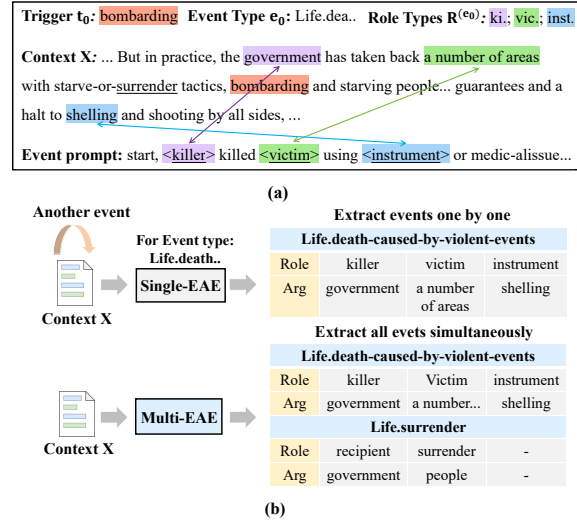 Trigger t₀: bombarding Event Type e₀: Life.dea.. Role Types R⁽ᵉ⁰⁾: ki.; vic.; inst.
Context X: ... But in practice, the government has taken back a number of areas
with starve-or-surrender tactics, bombarding and starving people... guarantees and a
halt to shelling and shooting by all sides, ...
Event prompt: start, <killer> killed <victim> using <instrument> or medic-alissue...
(a)
Another event
Context X
For Event type:
Life.death..
Single-EAE
Extract events one by one
Life.death-caused-by-violent-events
Role killer victim instrument
Arg government a number of areas shelling
Context X
Multi-EAE
Extract all evets simultaneously
Life.death-caused-by-violent-events
Role killer Victim instrument
Arg government a number... shelling
Life.surrender
Role recipient surrender -
Arg government people -
(b)